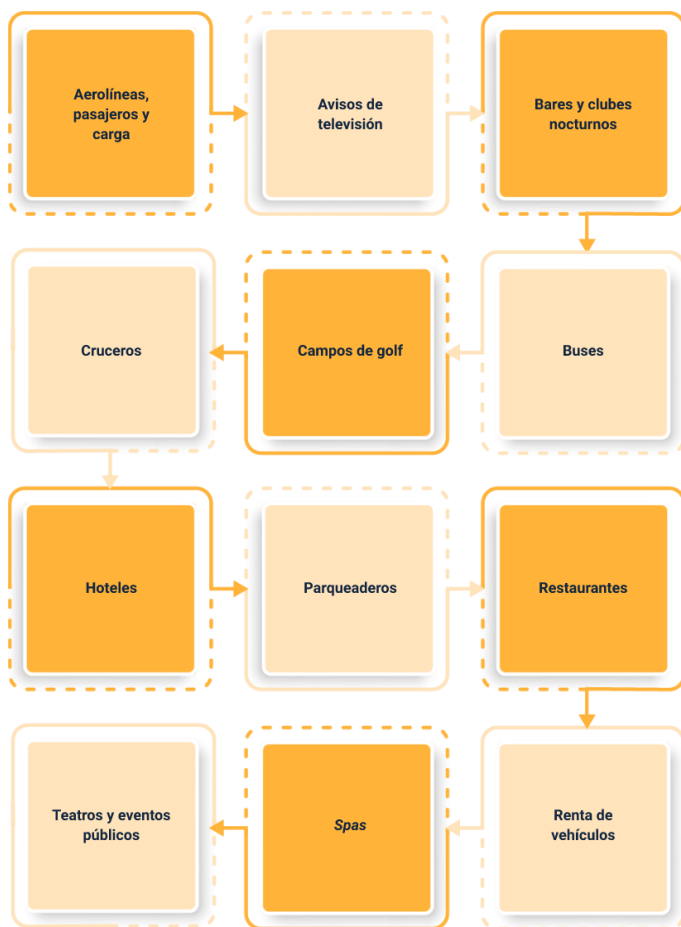 Aerolíneas,
pasajeros y
carga
Avisos de
televisión
Bares y clubes
nocturnos
Buses
Campos de golf
Cruceros
Hoteles
Parqueaderos
Restaurantes
Renta de
vehículos
Spas
Teatros y eventos
públicos